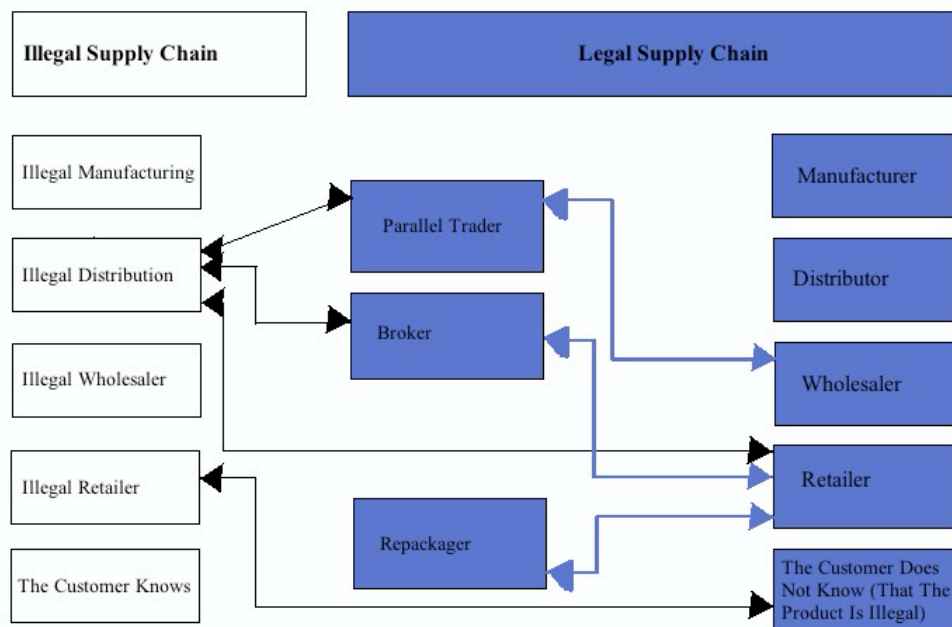 Illegal Supply Chain
Legal Supply Chain
Illegal Manufacturing
Manufacturer
Parallel Trader
Illegal Distribution
Distributor
Broker
Illegal Wholesaler
Wholesaler
Illegal Retailer
Retailer
Repackager
The Customer Knows
The Customer Does
Not Know (That The
Product Is Illegal)